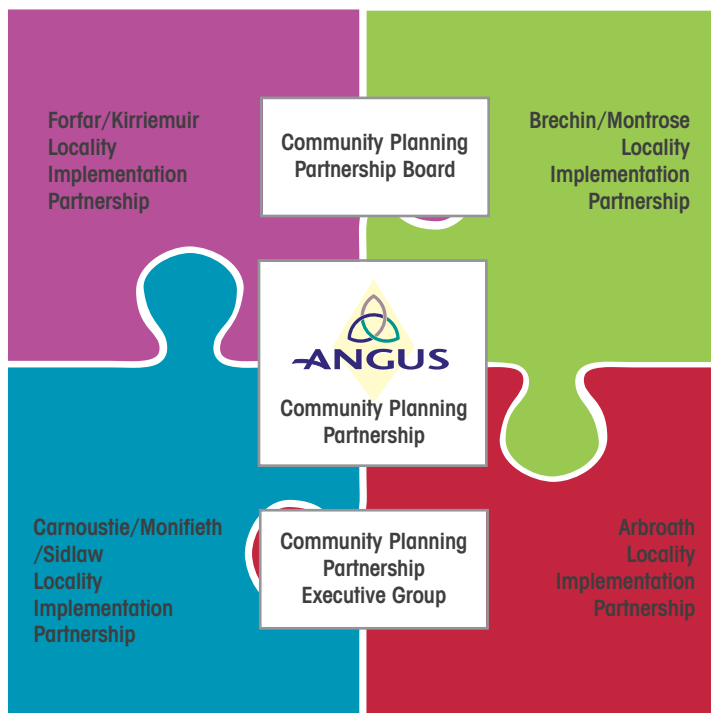 Forfar/Kirriemuir
Locality
Implementation
Partnership
Community Planning
Partnership Board
Brechin/Montrose
Locality
Implementation
Partnership
ANGUS
Community Planning
Partnership
Carnoustie/Monifieth
/Sidlaw
Locality
Implementation
Partnership
Community Planning
Partnership
Executive Group
Arbroath
Locality
Implementation
Partnership